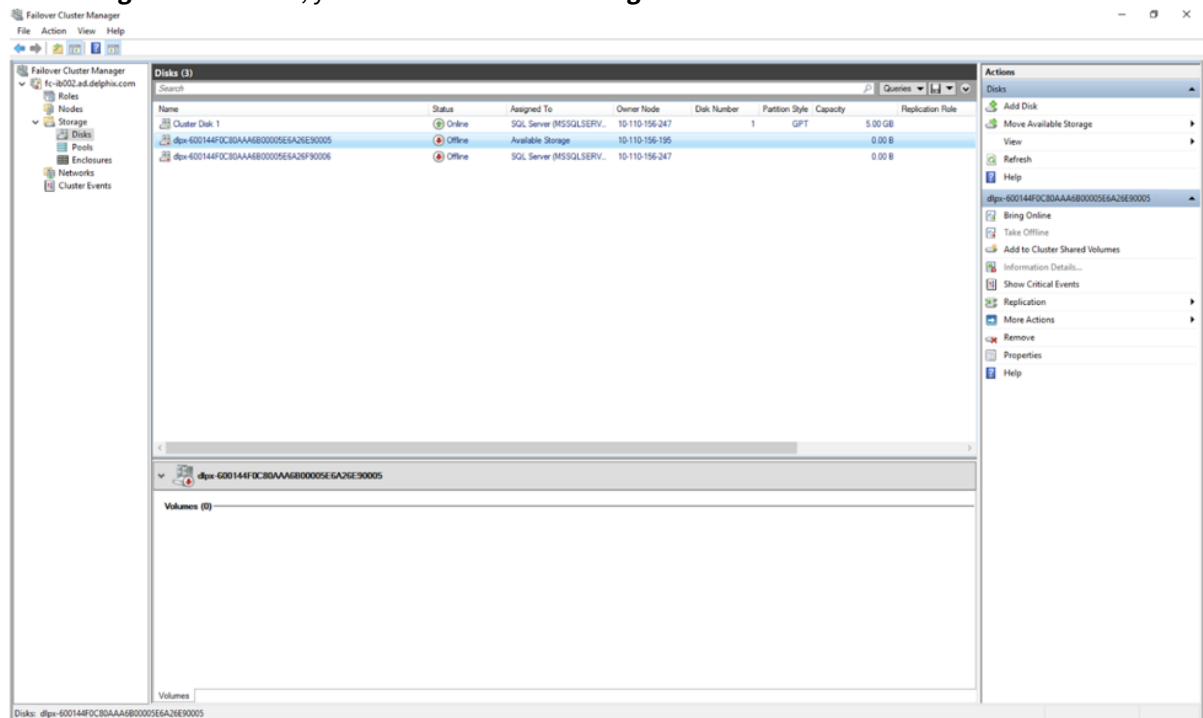 Failover Cluster Manager
File Action View Help
Failover Cluster Manager
fc-ib002.ad.delphix.com
Roles
Nodes
Storage
Disks
Pools
Enclosures
Networks
Cluster Events
Disks (3)
Search
Queries
Name Status Assigned To Owner Node Disk Number Partition Style Capacity Replication Role
Cluster Disk 1 Online SQL Server (MSSQLSERV... 10-110-156-247 1 GPT 5.00 GB
dlpx-600144F0C80AAA6B00005E6A26E90005 Offline Available Storage 10-110-156-195 0.00 B
dlpx-600144F0C80AAA6B00005E6A26F90006 Offline SQL Server (MSSQLSERV... 10-110-156-247 0.00 B
dlpx-600144F0C80AAA6B00005E6A26E90005
Volumes (0)
Volumes
Actions
Disks
Add Disk
Move Available Storage
View
Refresh
Help
dlpx-600144F0C80AAA6B00005E6A26E90005
Bring Online
Take Offline
Add to Cluster Shared Volumes
Information Details...
Show Critical Events
Replication
More Actions
Remove
Properties
Help
Disks: dlpx-600144F0C80AAA6B00005E6A26E90005